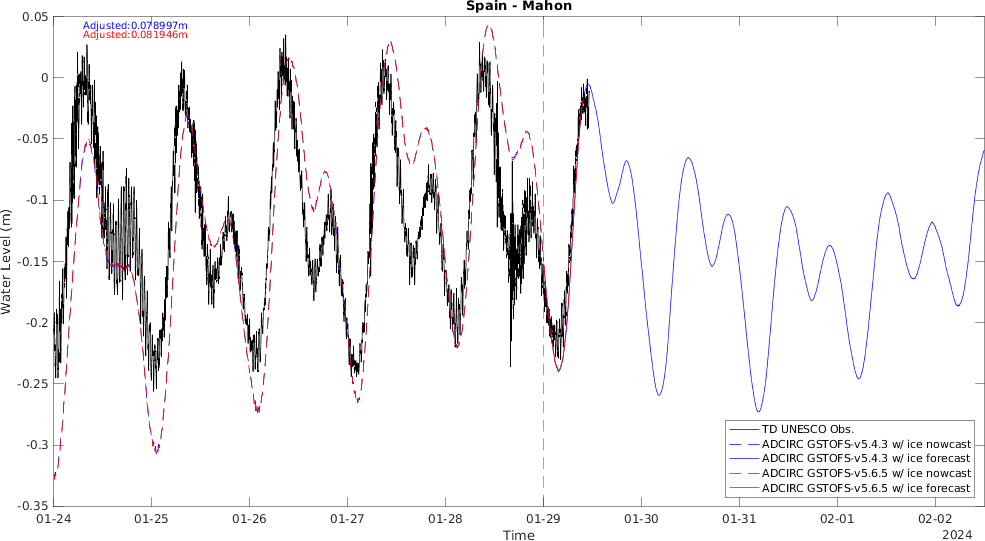 Spain - Mahon
Adjusted:0.078997m
Adjusted:0.081946m
0.05
0
-0.05
-0.1
-0.15
-0.2
-0.25
-0.3
-0.35
Water Level (m)
TD UNESCO Obs.
ADCIRC GSTOFS-v5.4.3 w/ ice nowcast
ADCIRC GSTOFS-v5.4.3 w/ ice forecast
ADCIRC GSTOFS-v5.6.5 w/ ice nowcast
ADCIRC GSTOFS-v5.6.5 w/ ice forecast
01-24 01-25 01-26 01-27 01-28 01-29 01-30 01-31 02-01 02-02
Time
2024